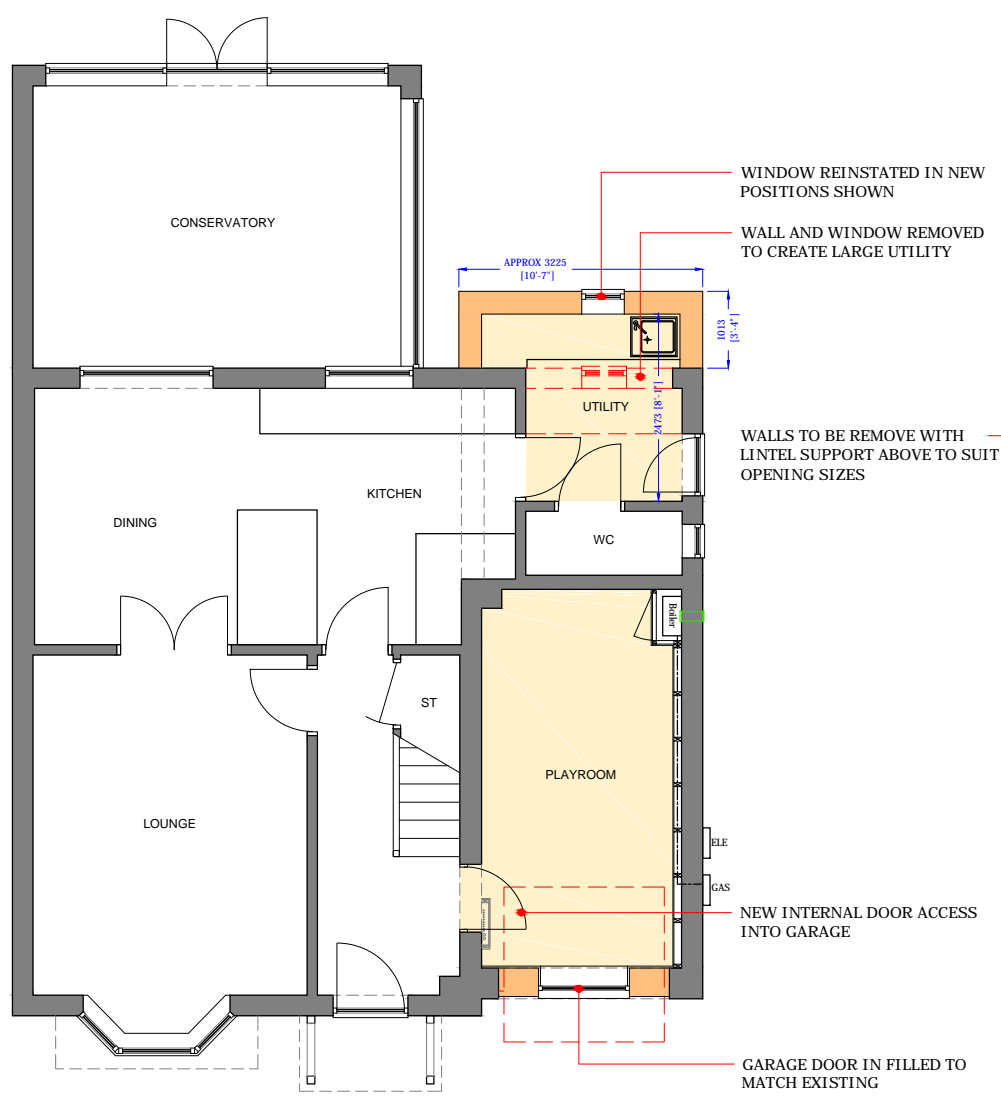 WINDOW REINSTATED IN NEW
POSITIONS SHOWN
CONSERVATORY
WALL AND WINDOW REMOVED
TO CREATE LARGE UTILITY
APPROX 3225
[10'-7"]
1013
[3'-4"]
UTILITY
2473 [8'-1"]
WALLS TO BE REMOVE WITH
LINTEL SUPPORT ABOVE TO SUIT
OPENING SIZES
KITCHEN
DINING
WC
Boiler
ST
PLAYROOM
LOUNGE
ELE
GAS
NEW INTERNAL DOOR ACCESS
INTO GARAGE
GARAGE DOOR IN FILLED TO
MATCH EXISTING